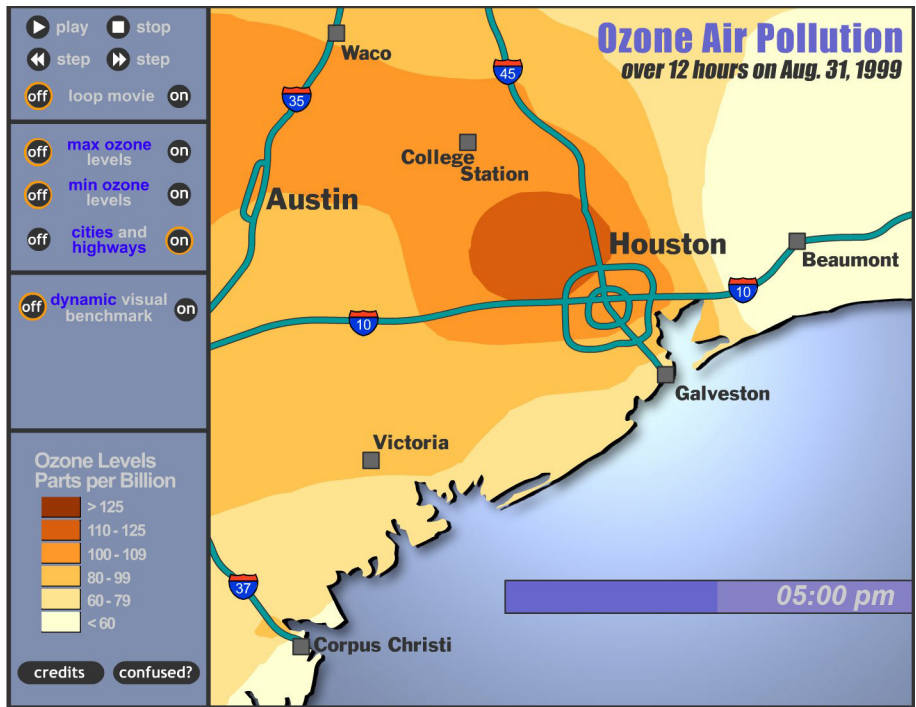 play
stop
step
step
off loop movie on
off max ozone levels on
off min ozone levels on
off cities and highways on
off dynamic visual benchmark on
Ozone Levels
Parts per Billion
> 125
110 - 125
100 - 109
80 - 99
60 - 79
< 60
credits
confused?
Ozone Air Pollution
over 12 hours on Aug. 31, 1999
Waco
45
35
College
Station
Austin
Houston
Beaumont
10
10
Galveston
Victoria
37
05:00 pm
Corpus Christi